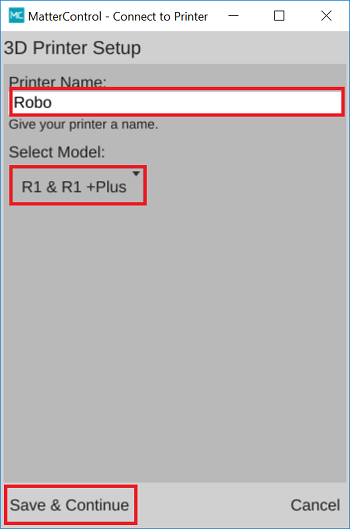 MC MatterControl - Connect to Printer
3D Printer Setup
Printer Name:
Robo
Give your printer a name.
Select Model:
R1 & R1 +Plus
Save & Continue Cancel